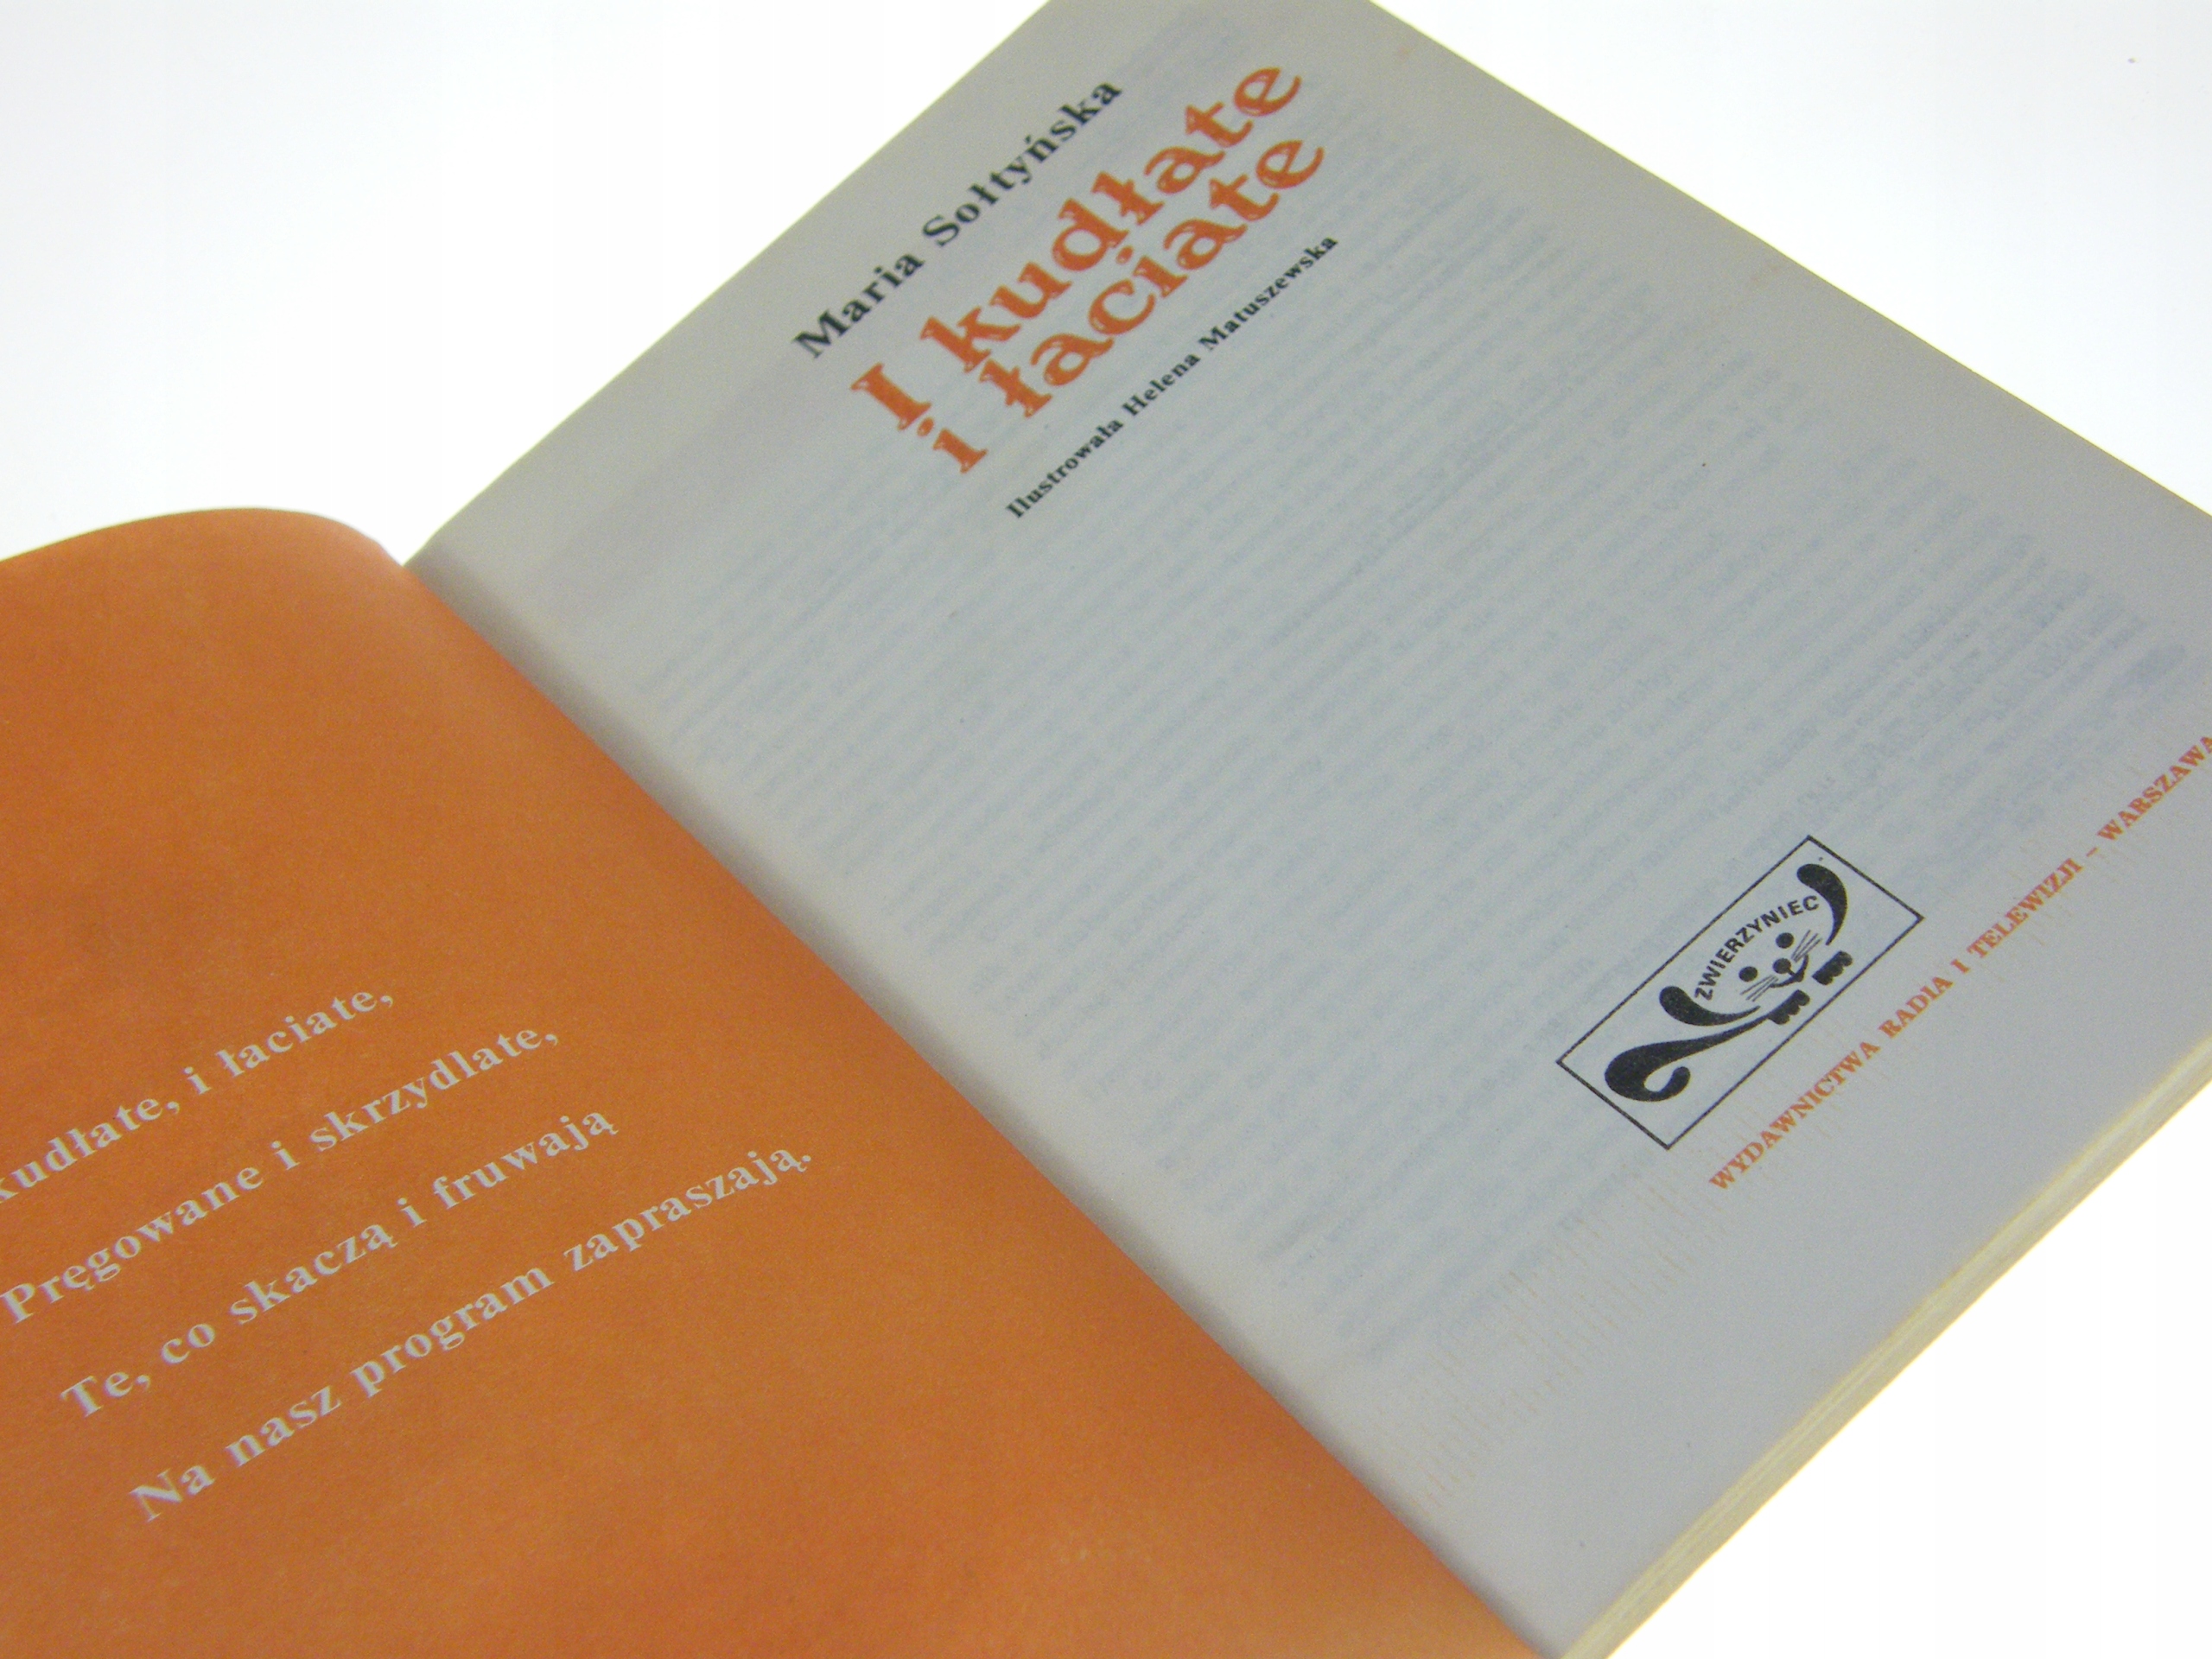 kudłate, i łaciate,
Pręgowane i skrzydlate,
Te, co skaczą i fruwają
Na nasz program zapraszają.
Maria Sołtyńska
I kudłate
i łaciate
Ilustrowała Helena Matuszewska
ZWIERZYNIEC
WYDAWNICTWA RADIA I TELEWIZJI – WARSZAWA